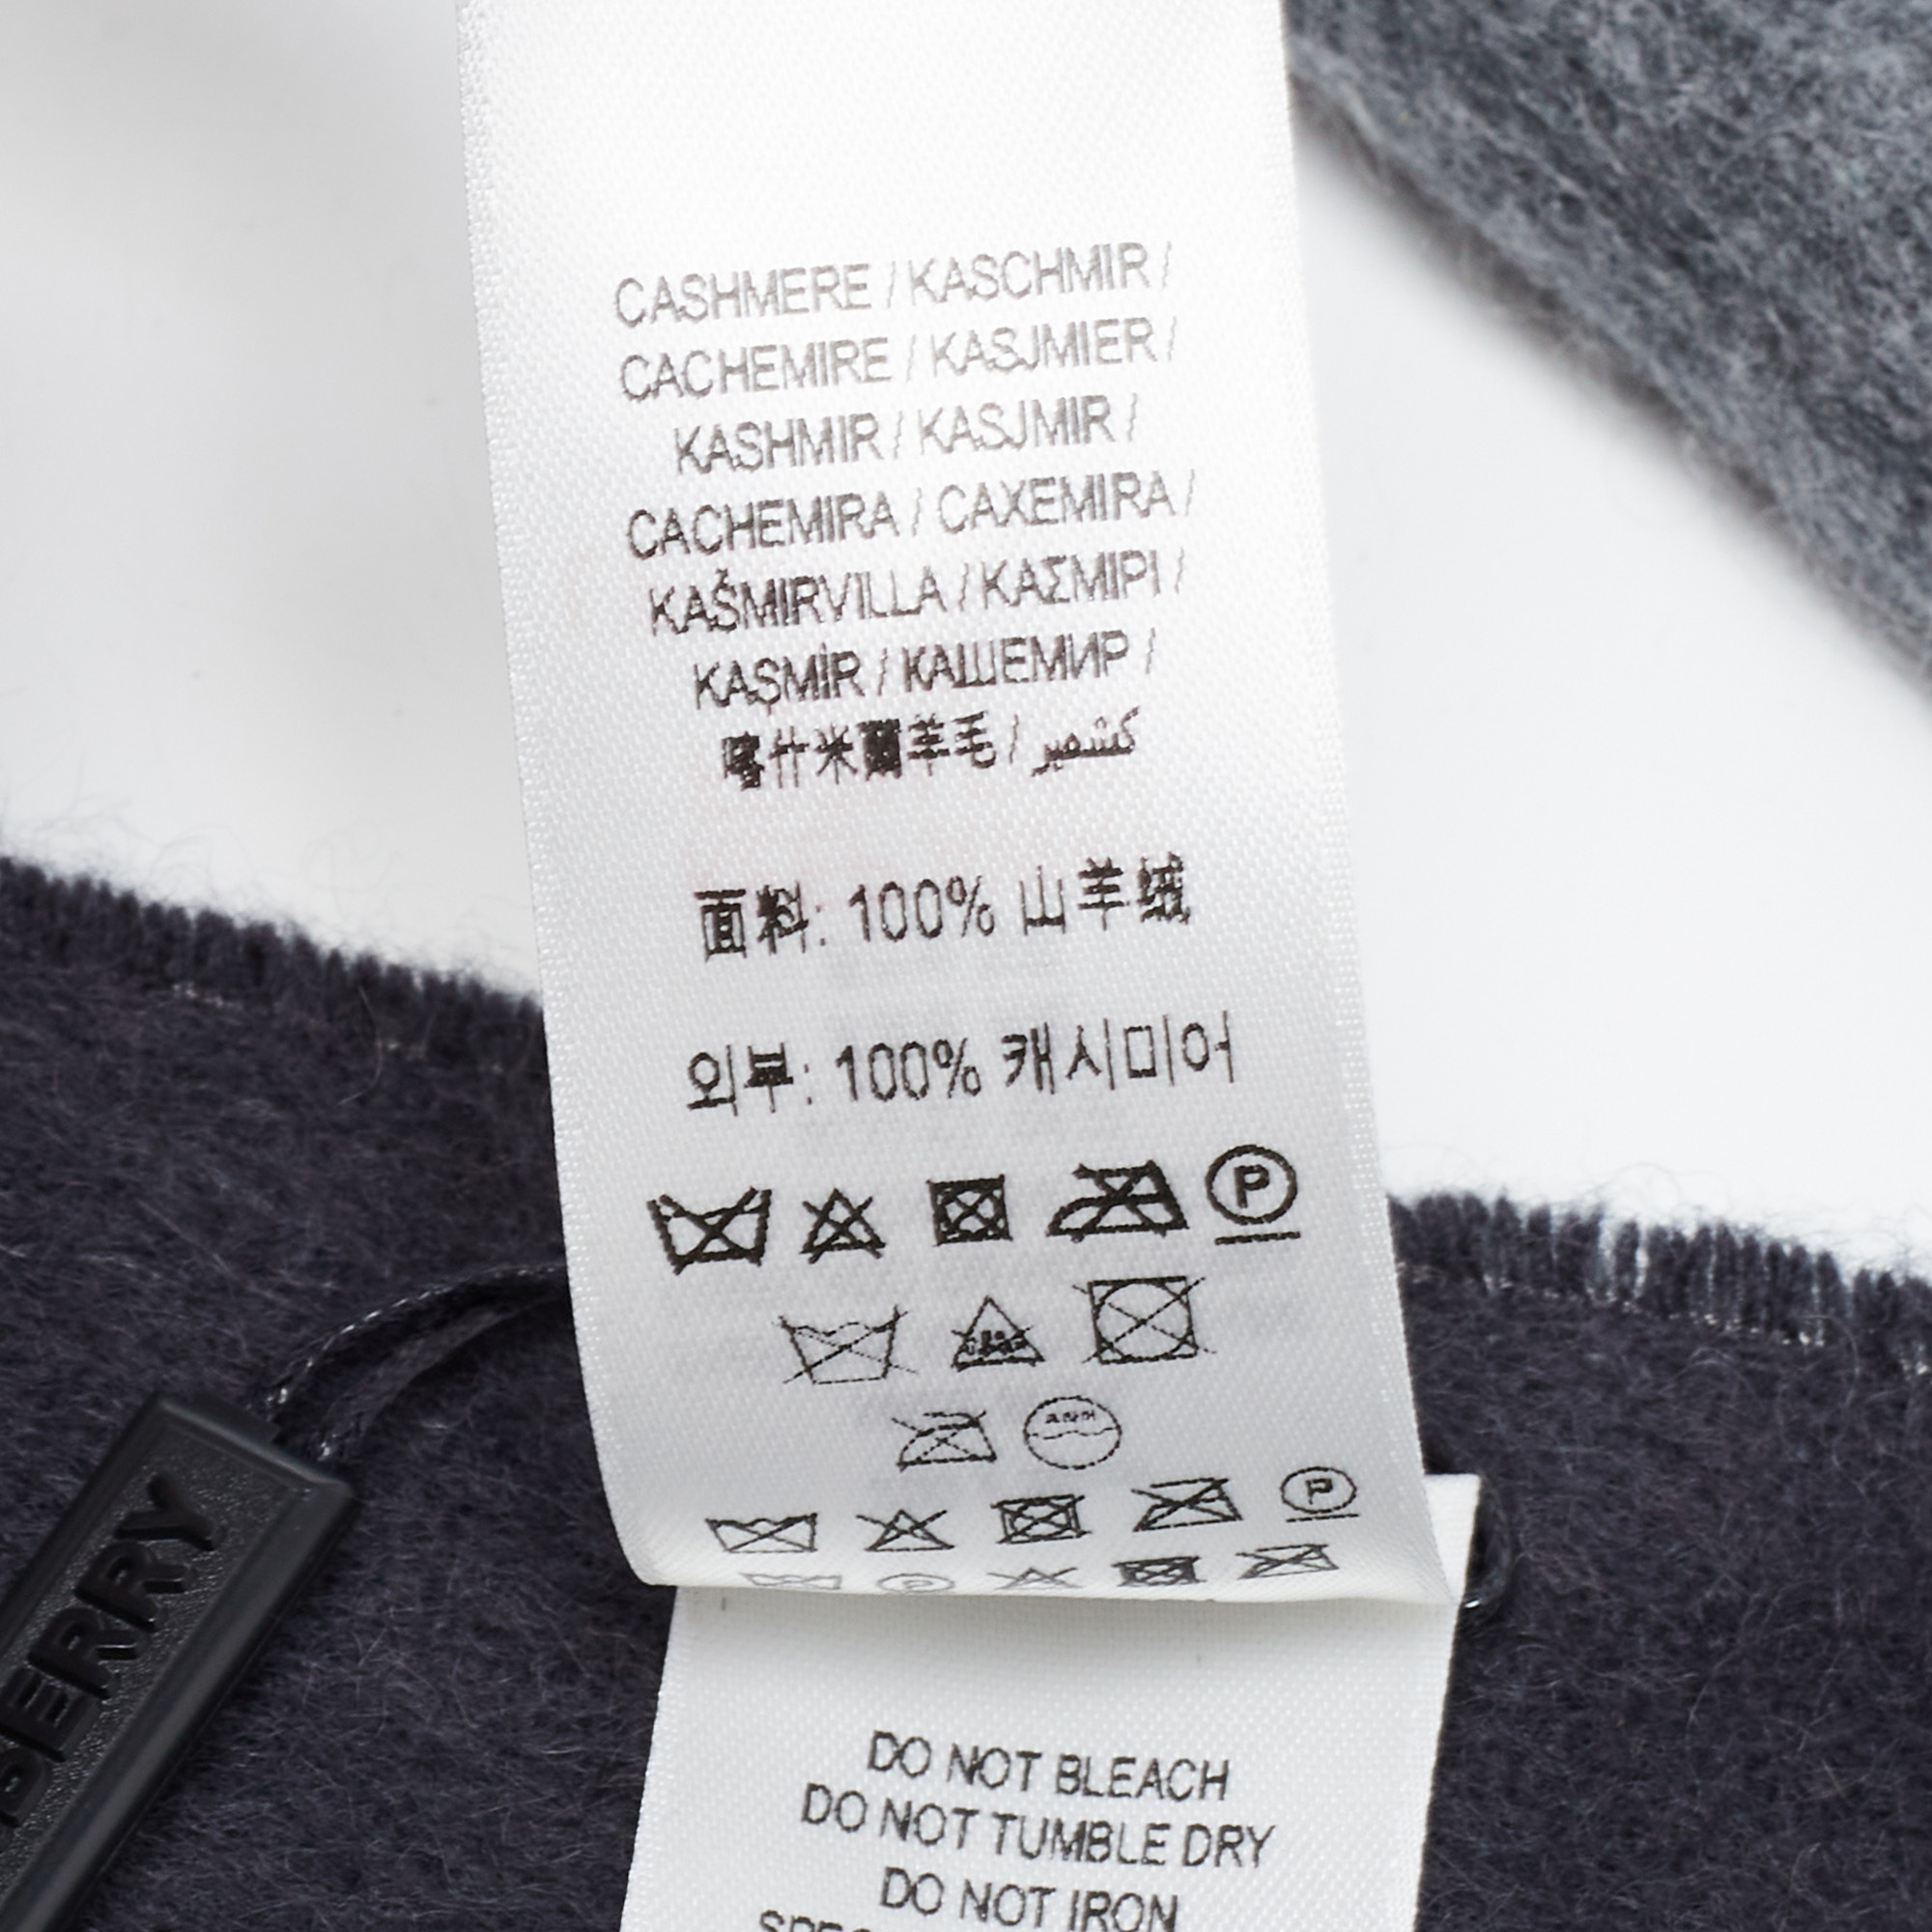 CASHMERE / KASCHMIR /
CACHEMIRE / KASJMIER /
KASHMIR / KASJMIR /
CACHEMIRA / CAXEMIRA /
KAŠMIRVILLA / ΚΑΣΜΙΡΙ /
KAŞMİR / КАШЕМИР /
喀什米爾羊毛 / كشمير
面料: 100% 山羊绒
외부: 100% 캐시미어
P
P
DO NOT BLEACH
DO NOT TUMBLE DRY
DO NOT IRON
BERRY